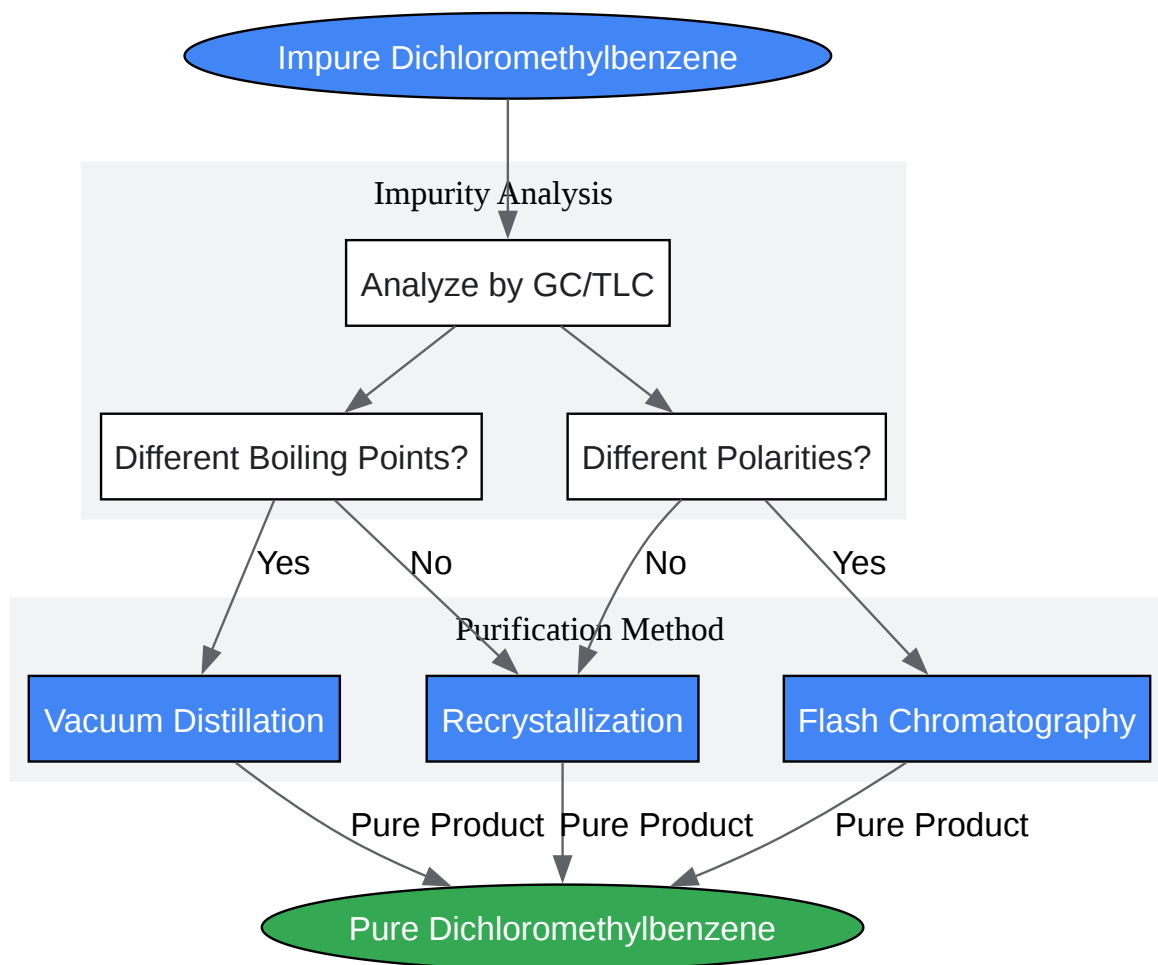 Impure Dichloromethylbenzene
Impurity Analysis
Analyze by GC/TLC
Different Boiling Points?
Different Polarities?
Yes
No
No
Yes
Purification Method
Vacuum Distillation
Recrystallization
Flash Chromatography
Pure Product
Pure Product
Pure Product
Pure Dichloromethylbenzene